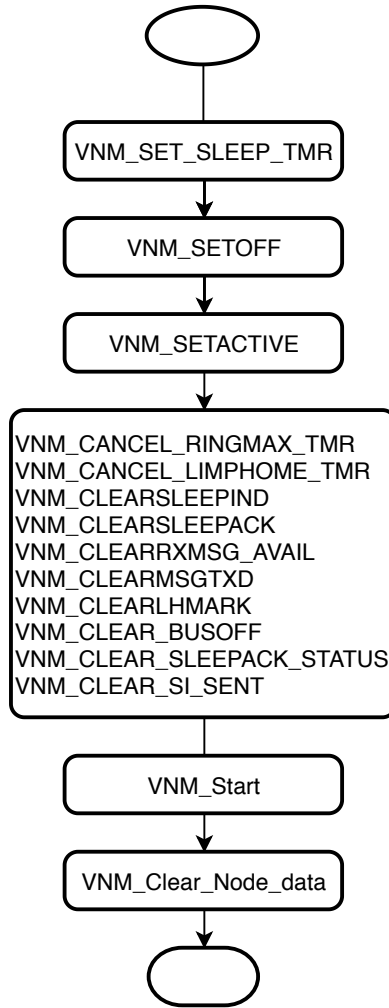 VNM_SET_SLEEP_TMR
VNM_SETOFF
VNM_SETACTIVE
VNM_CANCEL_RINGMAX_TMR
VNM_CANCEL_LIMPHOME_TMR
VNM_CLEARSLEEPIND
VNM_CLEARSLEEPACK
VNM_CLEARRXMSG_AVAIL
VNM_CLEARMSGTXD
VNM_CLEARLHMARK
VNM_CLEAR_BUSOFF
VNM_CLEAR_SLEEPACK_STATUS
VNM_CLEAR_SI_SENT
VNM_Start
VNM_Clear_Node_data